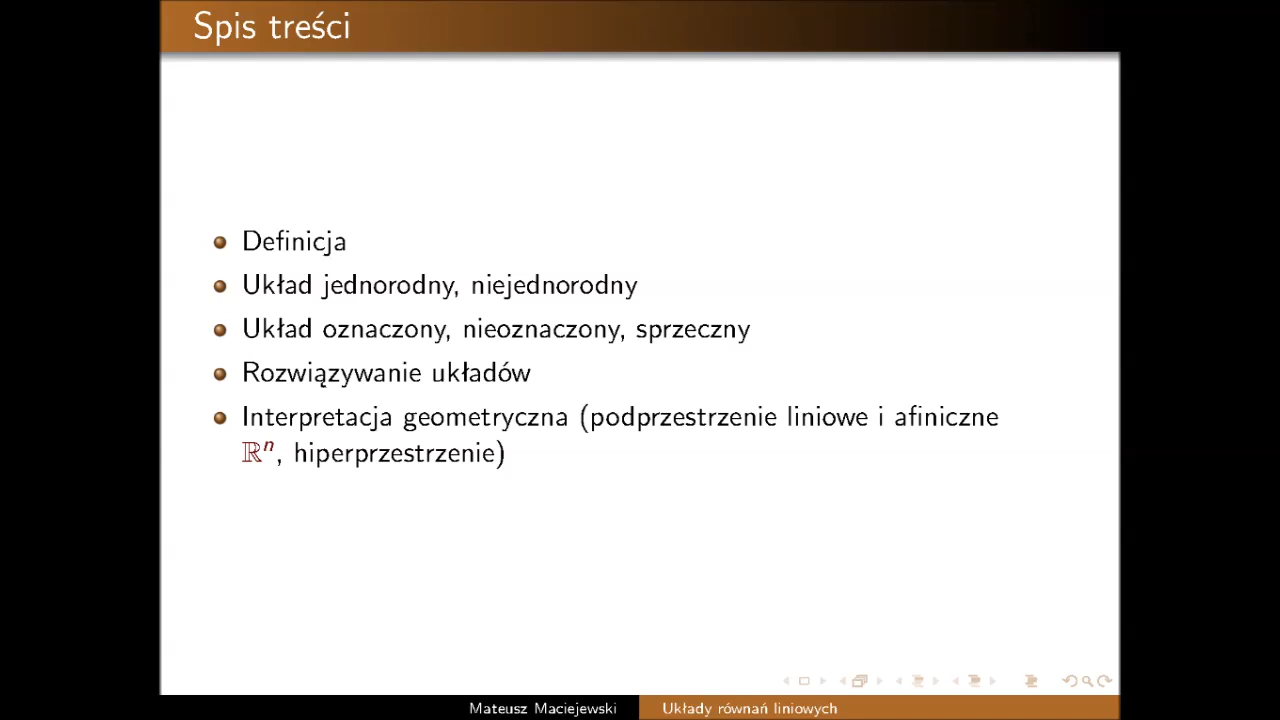 Spis treści
Definicja
Układ jednorodny, niejednorodny
Układ oznaczony, nieoznaczony, sprzeczny
Rozwiązywanie układów
Interpretacja geometryczna (podprzestrzenie liniowe i afiniczne
ℝⁿ, hiperprzestrzenie)
Mateusz Maciejewski
Układy równań liniowych